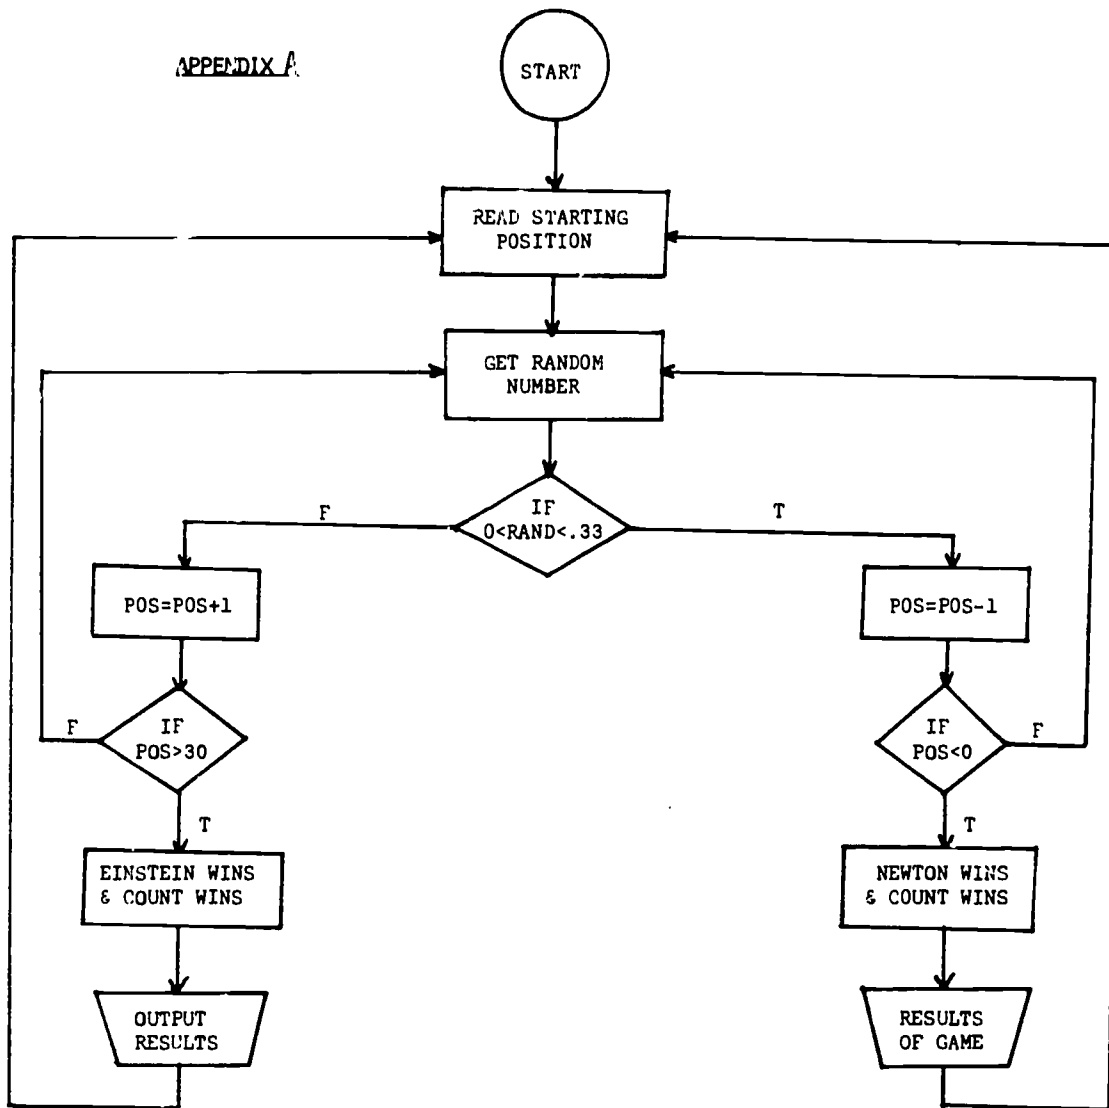 APPENDIX A
START
READ STARTING
POSITION
GET RANDOM
NUMBER
IF
0<RAND<.33
F
T
POS=POS+1
POS=POS-1
IF
POS>30
F
IF
POS<0
F
T
T
EINSTEIN WINS
& COUNT WINS
NEWTON WINS
& COUNT WINS
OUTPUT
RESULTS
RESULTS
OF GAME